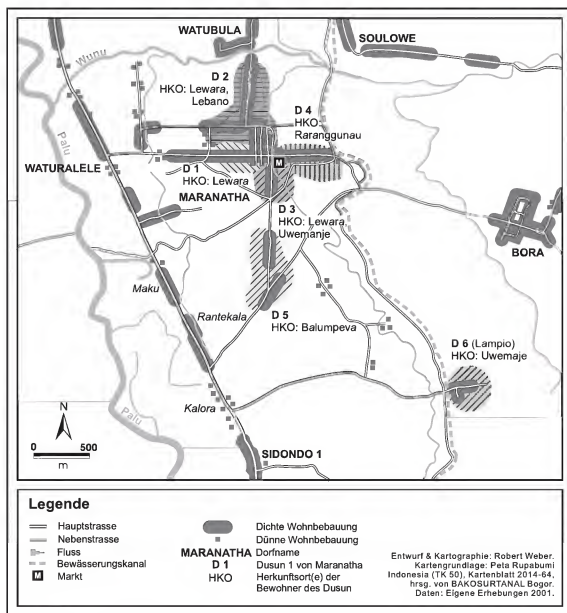 WATUBULA
SOULOWE
Wunu
D 2
HKO: Lewara,
Lebano
D 4
HKO:
Raranggunau
Palu
M
WATURALELE
D 1
HKO: Lewara
MARANATHA
D 3
HKO: Lewara,
Uwemanje
BORA
Maku
Rantekala
D 5
HKO: Balumpeva
D 6 (Lampio)
HKO: Uwemaje
Kalora
N
Palu
0 500
m
SIDONDO 1
Legende
Hauptstrasse
Nebenstrasse
Fluss
Bewässerungskanal
M Markt
Dichte Wohnbebauung
Dünne Wohnbebauung
MARANATHA Dorfname
D 1 Dusun 1 von Maranatha
HKO Herkunftsort(e) der
Bewohner des Dusun
Entwurf & Kartographie: Robert Weber.
Kartengrundlage: Peta Rupabumi
Indonesia (TK 50), Kartenblatt 2014-64,
hrsg. von BAKOSURTANAL Bogor.
Daten: Eigene Erhebungen 2001.